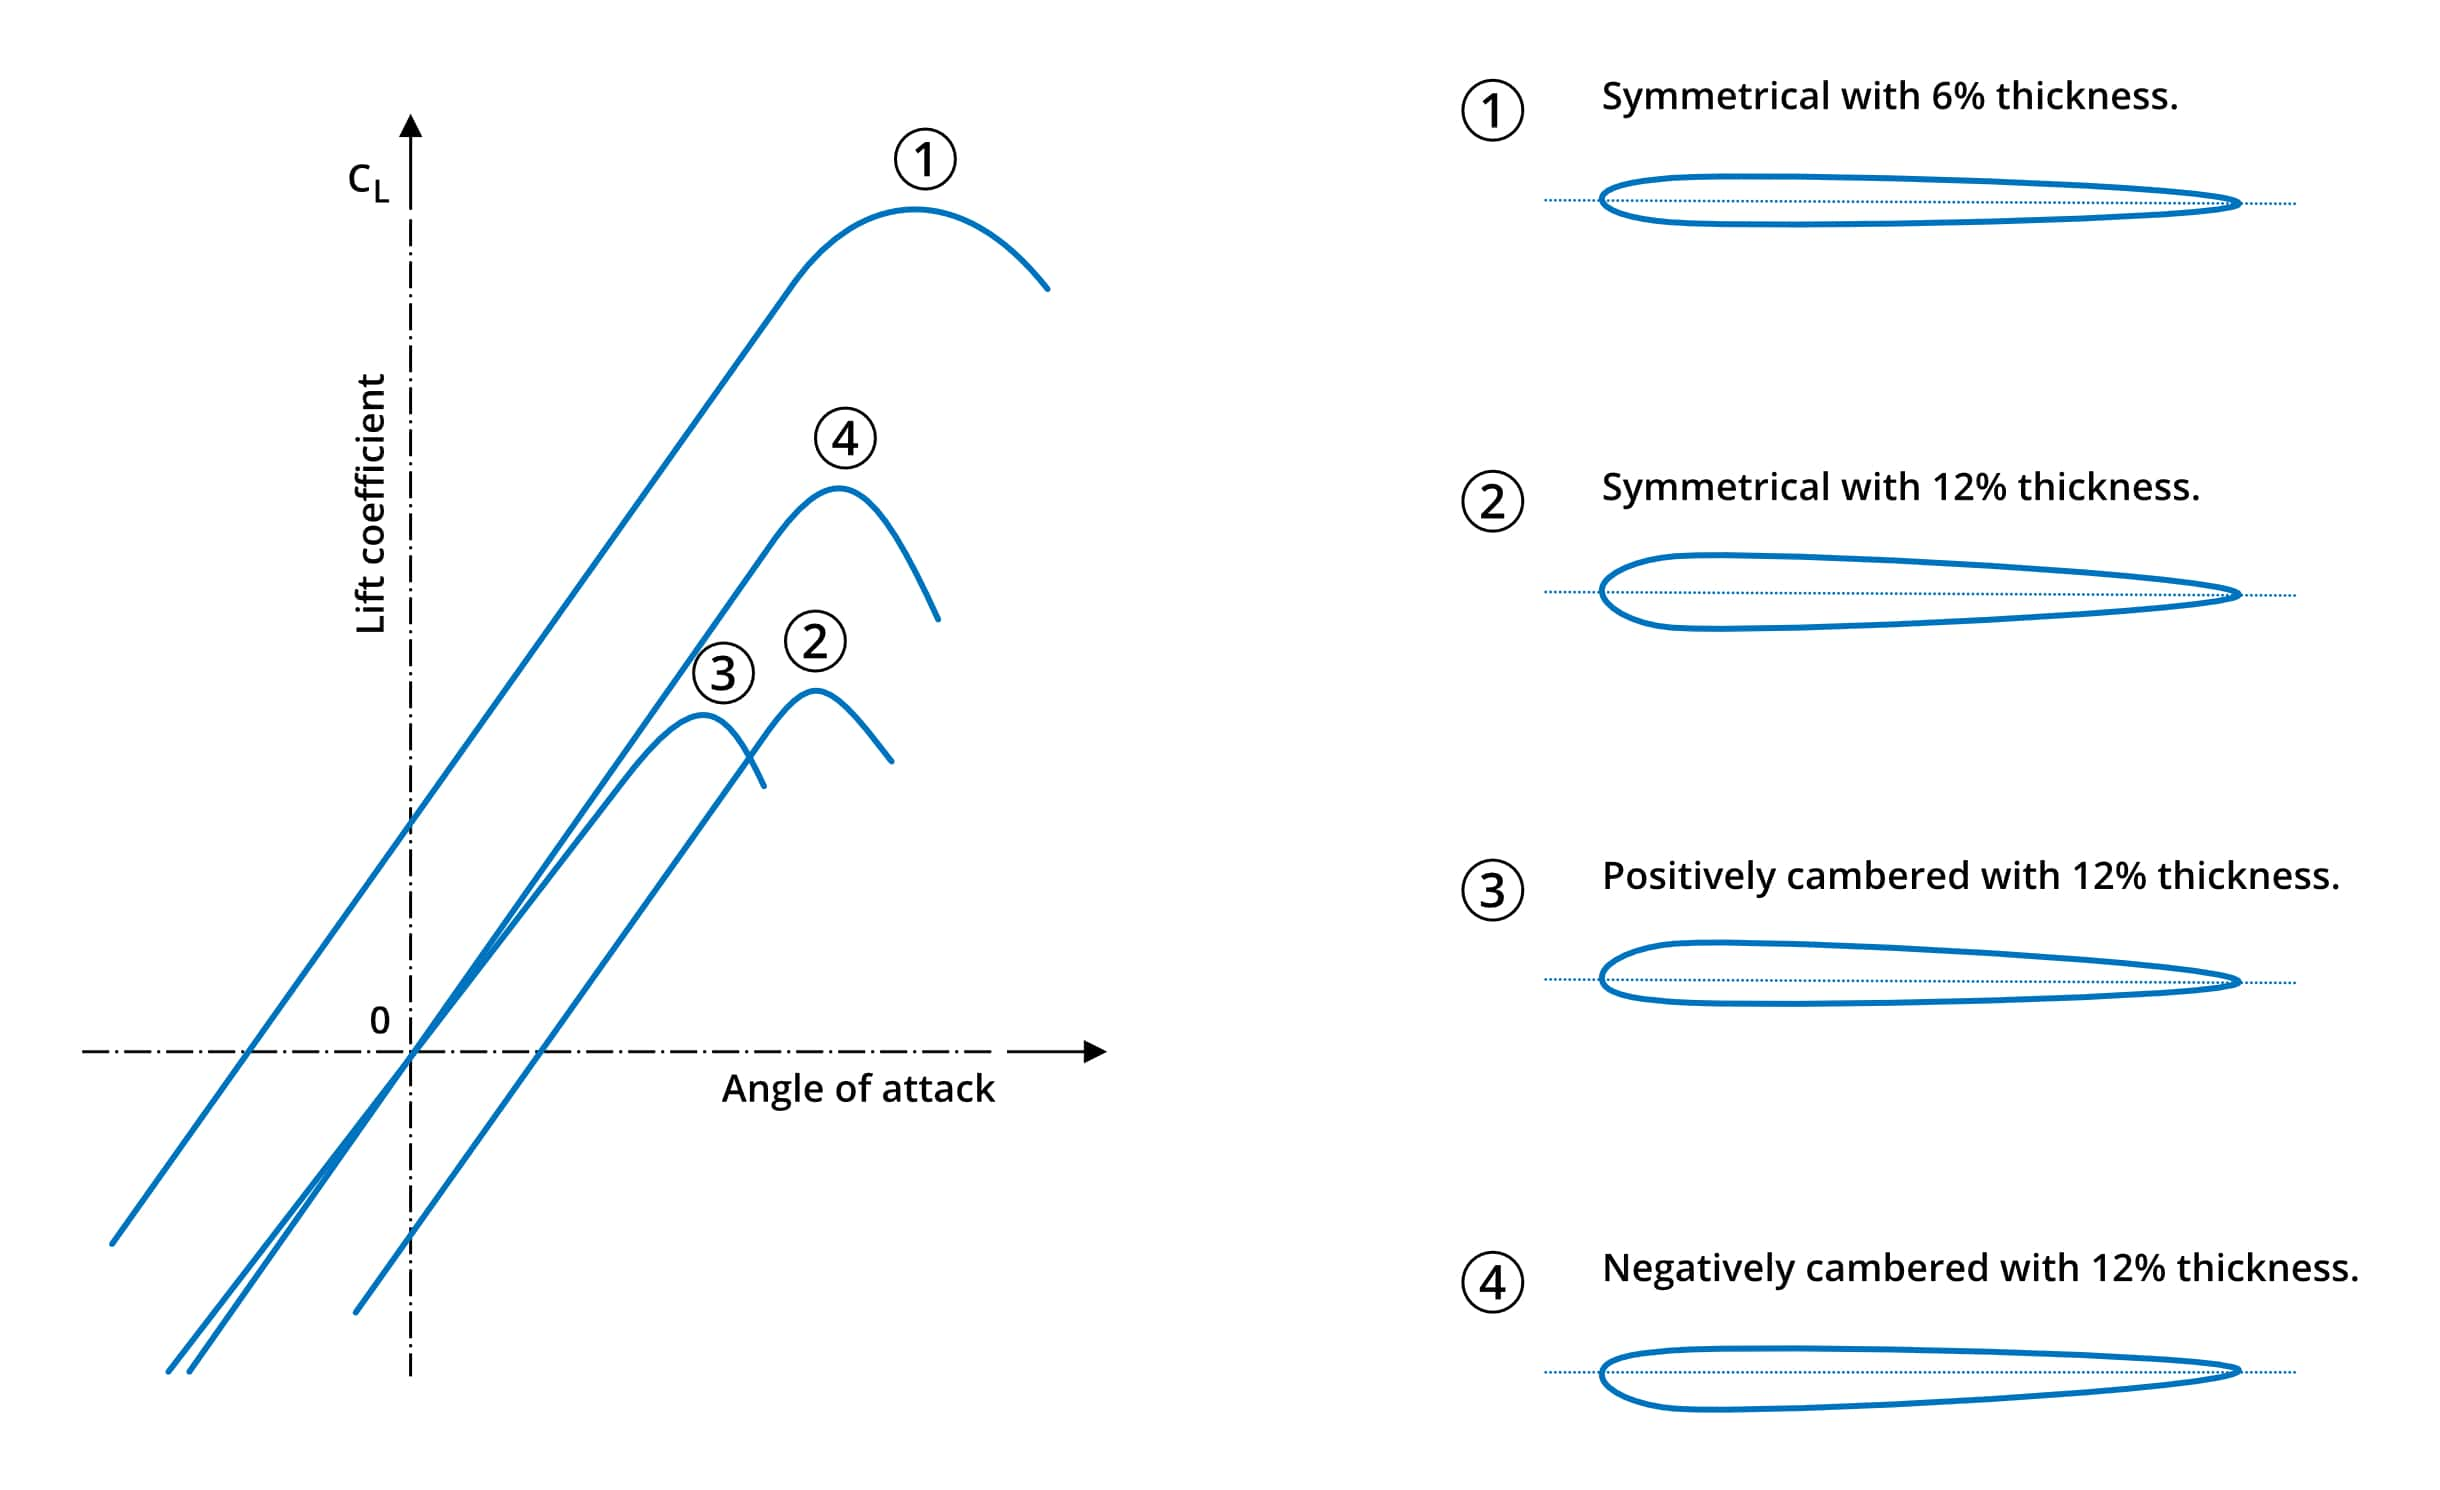 CL
Lift coefficient
0
Angle of attack
1
4
2
3
1
Symmetrical with 6% thickness.
2
Symmetrical with 12% thickness.
3
Positively cambered with 12% thickness.
4
Negatively cambered with 12% thickness.